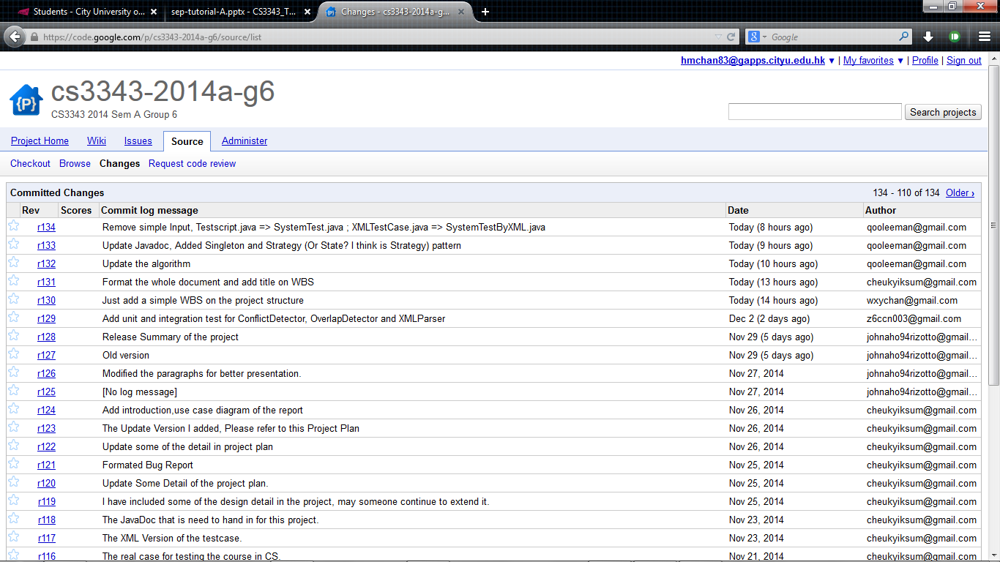 Students - City University o... sep-tutorial-A.pptx - CS3343_T... Changes - cs3343-2014a-g6...
https://code.google.com/p/cs3343-2014a-g6/source/list Google
hmchan83@gapps.cityu.edu.hk ▼ | My favorites ▼ | Profile | Sign out
cs3343-2014a-g6
CS3343 2014 Sem A Group 6
Search projects
Project Home Wiki Issues Source Administer
Checkout Browse Changes Request code review
Committed Changes 134 - 110 of 134 Older ›
Rev Scores Commit log message Date Author
r134 Remove simple Input, Testscript.java => SystemTest.java ; XMLTestCase.java => SystemTestByXML.java Today (8 hours ago) qooleeman@gmail.com
r133 Update Javadoc, Added Singleton and Strategy (Or State? I think is Strategy) pattern Today (9 hours ago) qooleeman@gmail.com
r132 Update the algorithm Today (10 hours ago) qooleeman@gmail.com
r131 Format the whole document and add title on WBS Today (13 hours ago) cheukyiksum@gmail.com
r130 Just add a simple WBS on the project structure Today (14 hours ago) wxychan@gmail.com
r129 Add unit and integration test for ConflictDetector, OverlapDetector and XMLParser Dec 2 (2 days ago) z6ccn003@gmail.com
r128 Release Summary of the project Nov 29 (5 days ago) johnaho94rizotto@gmail...
r127 Old version Nov 29 (5 days ago) johnaho94rizotto@gmail...
r126 Modified the paragraphs for better presentation. Nov 27, 2014 johnaho94rizotto@gmail...
r125 [No log message] Nov 27, 2014 johnaho94rizotto@gmail...
r124 Add introduction,use case diagram of the report Nov 26, 2014 cheukyiksum@gmail.com
r123 The Update Version I added, Please refer to this Project Plan Nov 26, 2014 cheukyiksum@gmail.com
r122 Update some of the detail in project plan Nov 26, 2014 cheukyiksum@gmail.com
r121 Formated Bug Report Nov 25, 2014 cheukyiksum@gmail.com
r120 Update Some Detail of the project plan. Nov 25, 2014 cheukyiksum@gmail.com
r119 I have included some of the design detail in the project, may someone continue to extend it. Nov 25, 2014 cheukyiksum@gmail.com
r118 The JavaDoc that is need to hand in for this project. Nov 23, 2014 cheukyiksum@gmail.com
r117 The XML Version of the testcase. Nov 23, 2014 cheukyiksum@gmail.com
r116 The real case for testing the course in CS. Nov 21, 2014 cheukyiksum@gmail.com